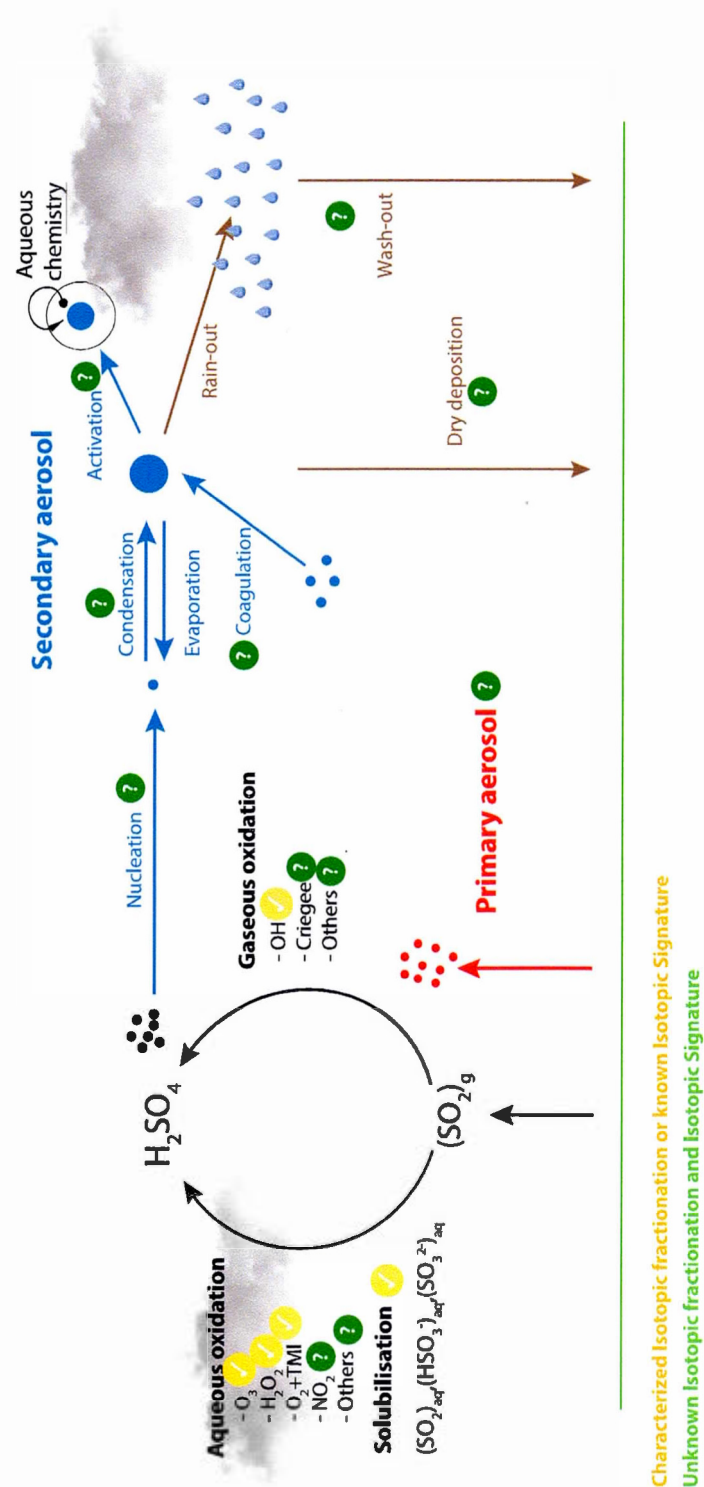 Aqueous oxidation
- O₃
- H₂O₂
- O₂+TMI
- NO₂ ?
- Others ?
Solubilisation
(SO₂)aq,(HSO₃⁻)aq,(SO₃²⁻)aq
H₂SO₄
(SO₂)g
Gaseous oxidation
- OH
- Criegee ?
- Others ?
Nucleation ?
Primary aerosol ?
Secondary aerosol
?
Condensation
Evaporation
? Coagulation
Activation ?
Aqueous
chemistry
Rain-out
Dry deposition
?
?
Wash-out
Characterized Isotopic fractionation or known Isotopic Signature
Unknown Isotopic fractionation and Isotopic Signature